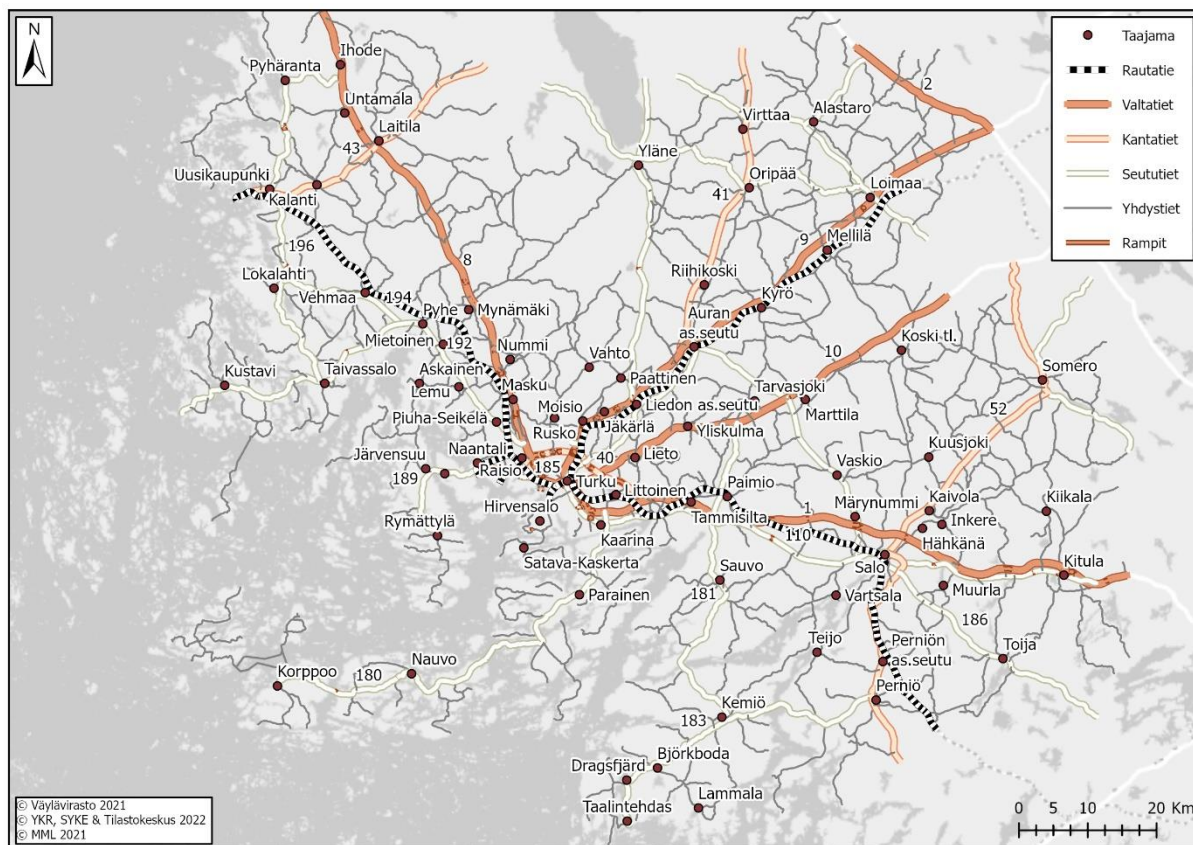 N
Taajama
Rautatie
Valtatiet
Kantatiet
Seututiet
Yhdystiet
Rampit
Ihode
Pyhäranta
Untamala
Laitila
43
Uusikaupunki
Kalanti
196
8
Lokalahti
Vehmaa
194
Pyhe
Mynämäki
Mietoinen
192
Nummi
Kustavi
Taivassalo
Askainen
Lemu
Masku
Piuha-Seikelä
2
Virttaa
Alastaro
Yläne
41
Oripää
Loimaa
9
Mellilä
Riihikoski
Kyrö
Auran
as.seutu
10
Koski tl.
Vahto
Paattinen
Tarvasjoki
Marttila
Somero
52
Moisio
Rusko
Jäkärlä
Liedon as.seutu
Yliskulma
Järvensuu
Naantali
Raisio
185
40
Lieto
Kuusjoki
189
Turku
Littoinen
Paimio
Vaskio
Rymättylä
Hirvensalo
Tammisilta
1
Märynummi
Kaivola
Kiikala
Inkere
Hähkänä
110
Kaarina
Satava-Kaskerta
Salo
Kitula
Sauvo
181
Vartsala
Muurla
Parainen
186
Teijo
Perniön
as.seutu
Toija
Korppoo
180
Nauvo
Perniö
Kemiö
183
Björkboda
Dragsfjärd
Lammala
Taalintehdas
© Väylävirasto 2021
© YKR, SYKE & Tilastokeskus 2022
© MML 2021
0 5 10 20 Km